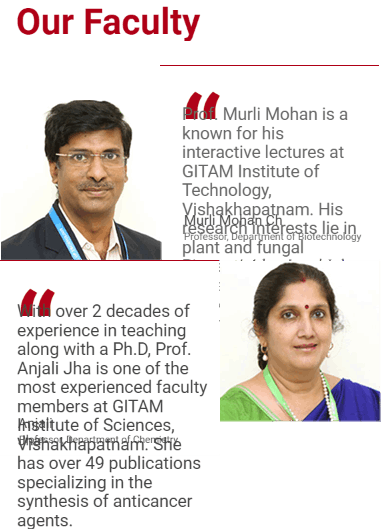 Our Faculty
Prof. Murli Mohan is a
known for his
interactive lectures at
GITAM Institute of
Technology,
Vishakhapatnam. His
Murli Mohan Ch
research interests lie in
Professor, Department of Biotechnology
plant and fungal
With over 2 decades of
experience in teaching
along with a Ph.D, Prof.
Anjali Jha is one of the
most experienced faculty
members at GITAM
Anjali
Institute of Sciences,
Professor, Department of Chemistry
Vishakhapatnam. She
has over 49 publications
specializing in the
synthesis of anticancer
agents.